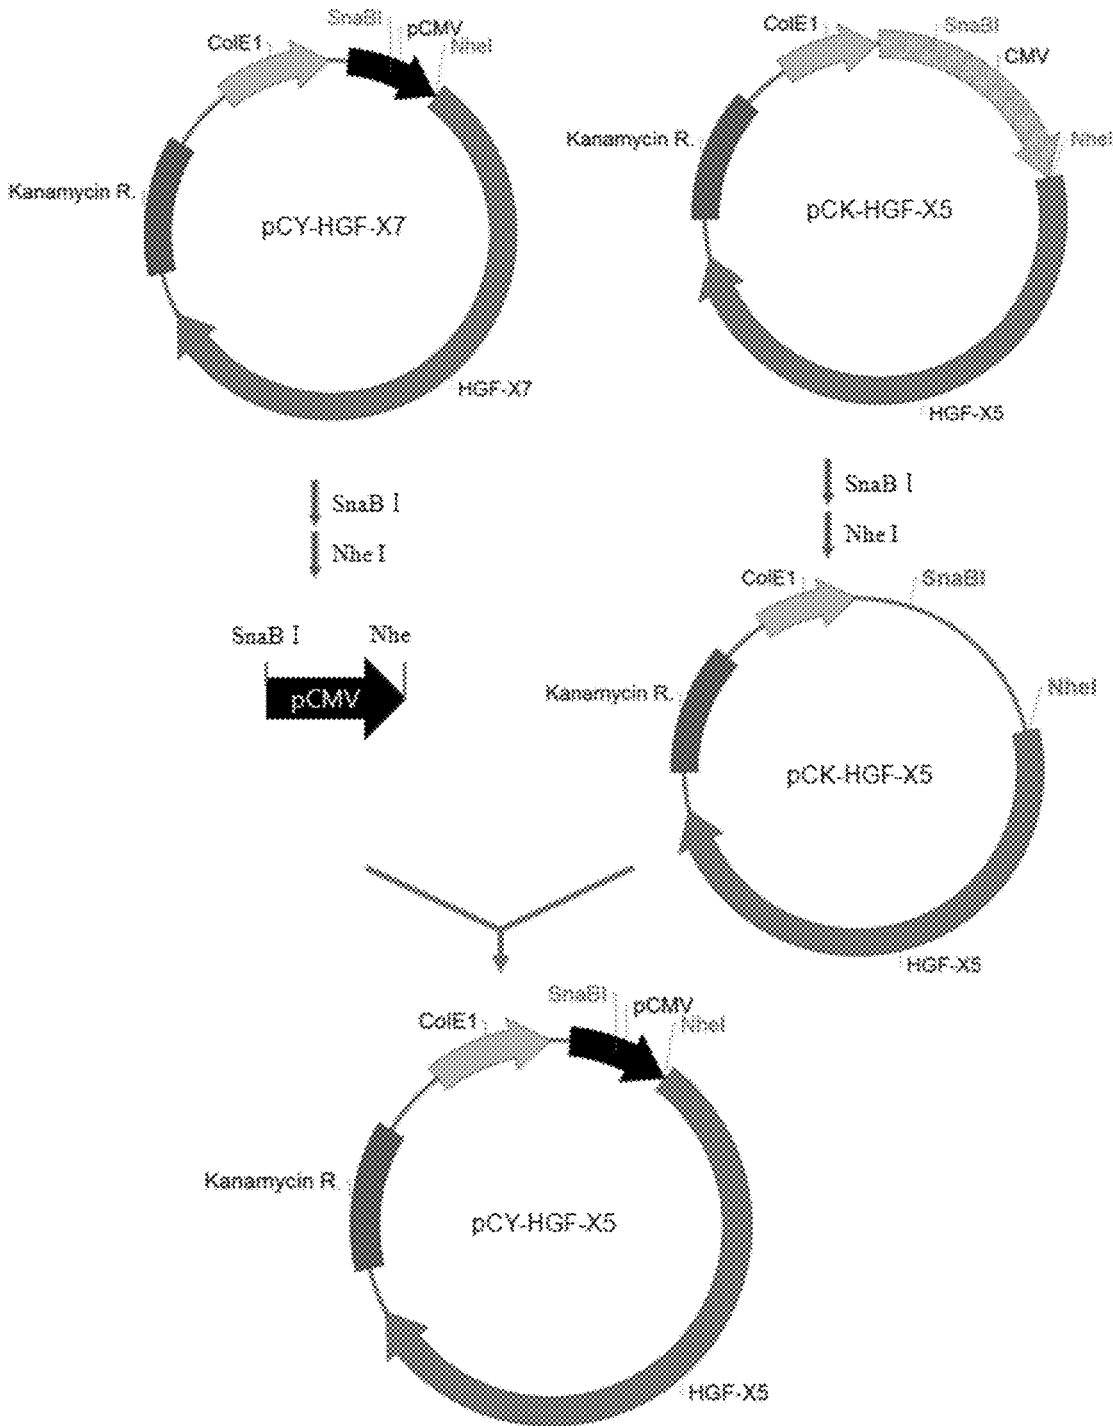 SnaBI
pCMV
NheI
ColE1
Kanamycin R.
pCY-HGF-X7
HGF-X7
ColE1
SnaBI
CMV
NheI
Kanamycin R.
pCK-HGF-X5
HGF-X5
SnaB I
Nhe I
SnaB I
Nhe I
SnaB I
Nhe
pCMV
ColE1
SnaBI
NheI
Kanamycin R.
pCK-HGF-X5
HGF-X5
SnaBI
pCMV
NheI
ColE1
Kanamycin R.
pCY-HGF-X5
HGF-X5